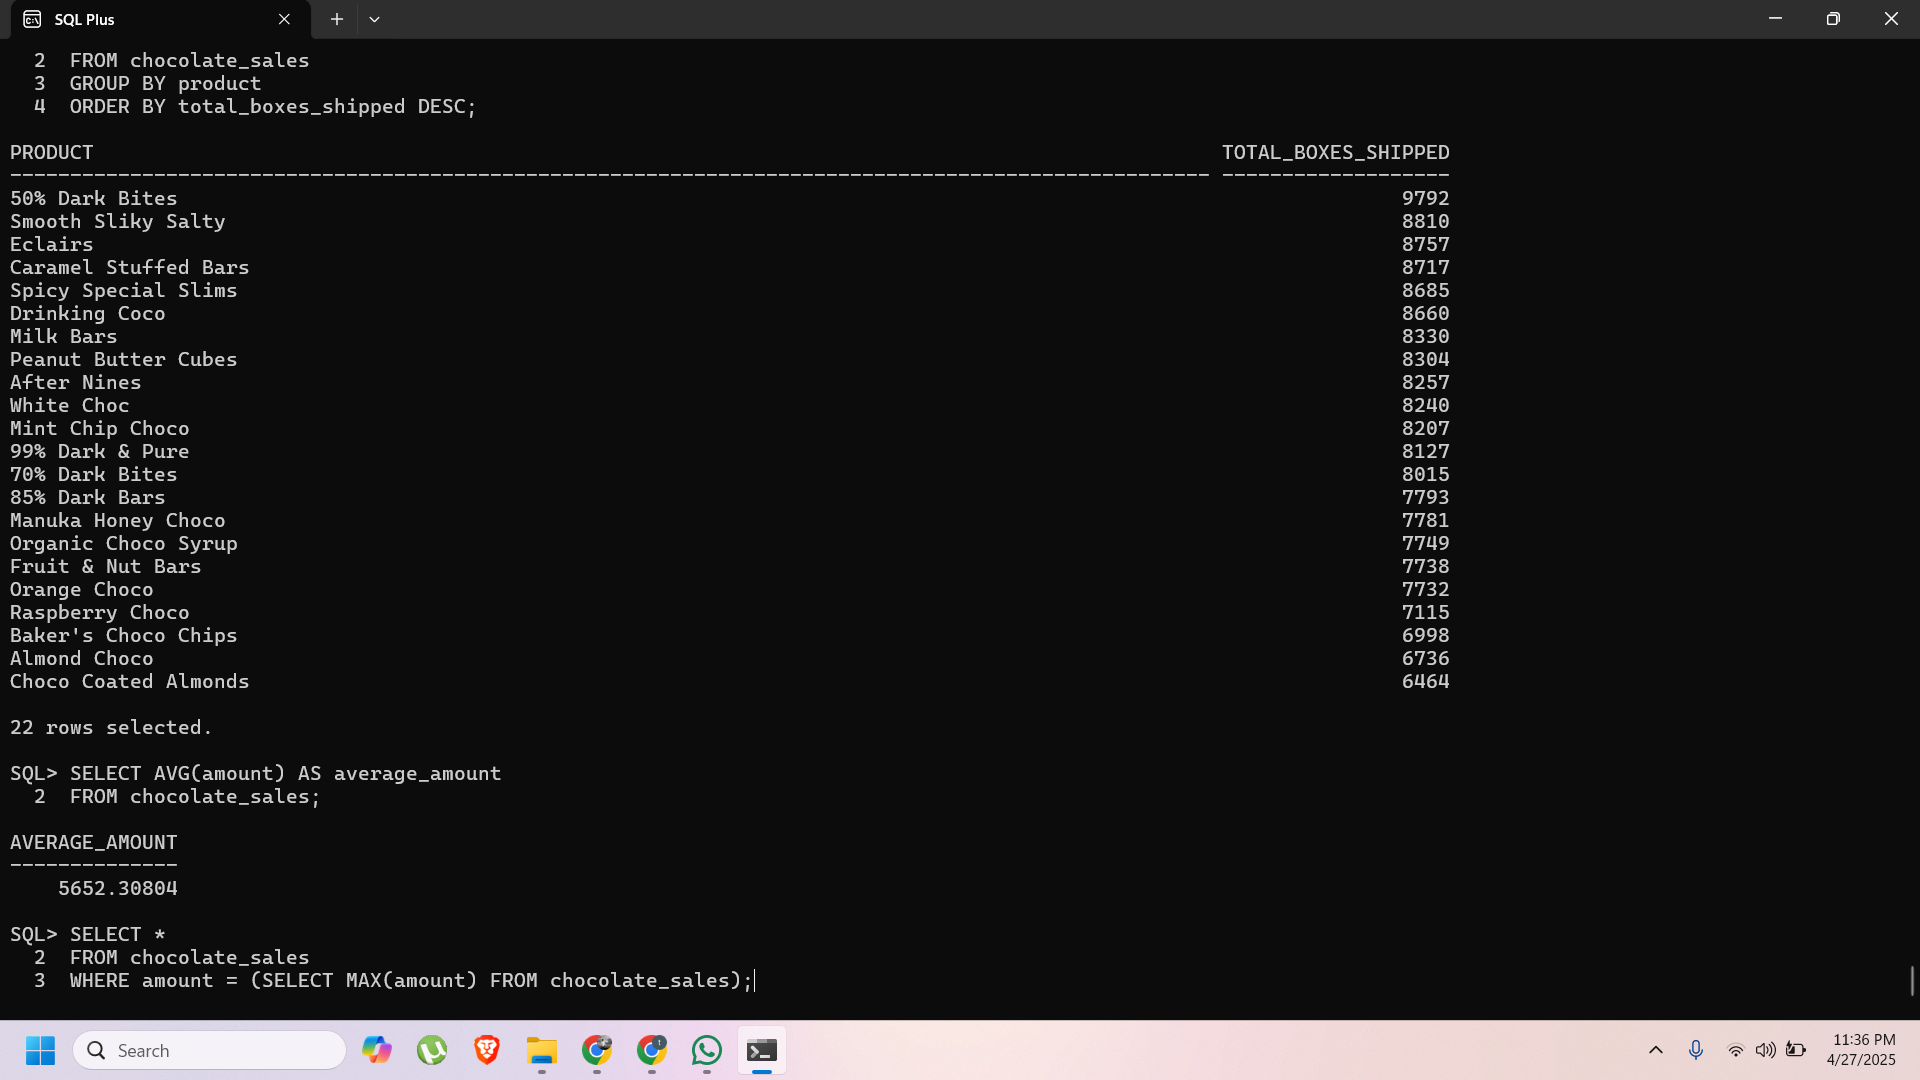 SQL Plus
  2  FROM chocolate_sales
  3  GROUP BY product
  4  ORDER BY total_boxes_shipped DESC;
PRODUCT TOTAL_BOXES_SHIPPED
---------------------------------------------------------------------------------------------------- -------------------
50% Dark Bites 9792
Smooth Sliky Salty 8810
Eclairs 8757
Caramel Stuffed Bars 8717
Spicy Special Slims 8685
Drinking Coco 8660
Milk Bars 8330
Peanut Butter Cubes 8304
After Nines 8257
White Choc 8240
Mint Chip Choco 8207
99% Dark & Pure 8127
70% Dark Bites 8015
85% Dark Bars 7793
Manuka Honey Choco 7781
Organic Choco Syrup 7749
Fruit & Nut Bars 7738
Orange Choco 7732
Raspberry Choco 7115
Baker's Choco Chips 6998
Almond Choco 6736
Choco Coated Almonds 6464
22 rows selected.
SQL> SELECT AVG(amount) AS average_amount
  2  FROM chocolate_sales;
AVERAGE_AMOUNT
--------------
    5652.30804
SQL> SELECT *
  2  FROM chocolate_sales
  3  WHERE amount = (SELECT MAX(amount) FROM chocolate_sales);
Search
11:36 PM
4/27/2025